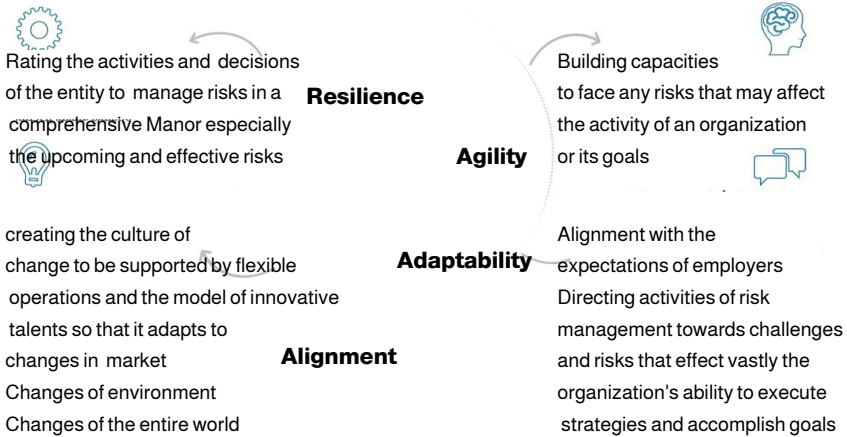 Rating the activities and decisions
of the entity to manage risks in a
comprehensive Manor especially
the upcoming and effective risks
Resilience
Building capacities
to face any risks that may affect
the activity of an organization
or its goals
Agility
creating the culture of
change to be supported by flexible
operations and the model of innovative
talents so that it adapts to
changes in market
Changes of environment
Changes of the entire world
Adaptability
Alignment
Alignment with the
expectations of employers
Directing activities of risk
management towards challenges
and risks that effect vastly the
organization's ability to execute
strategies and accomplish goals